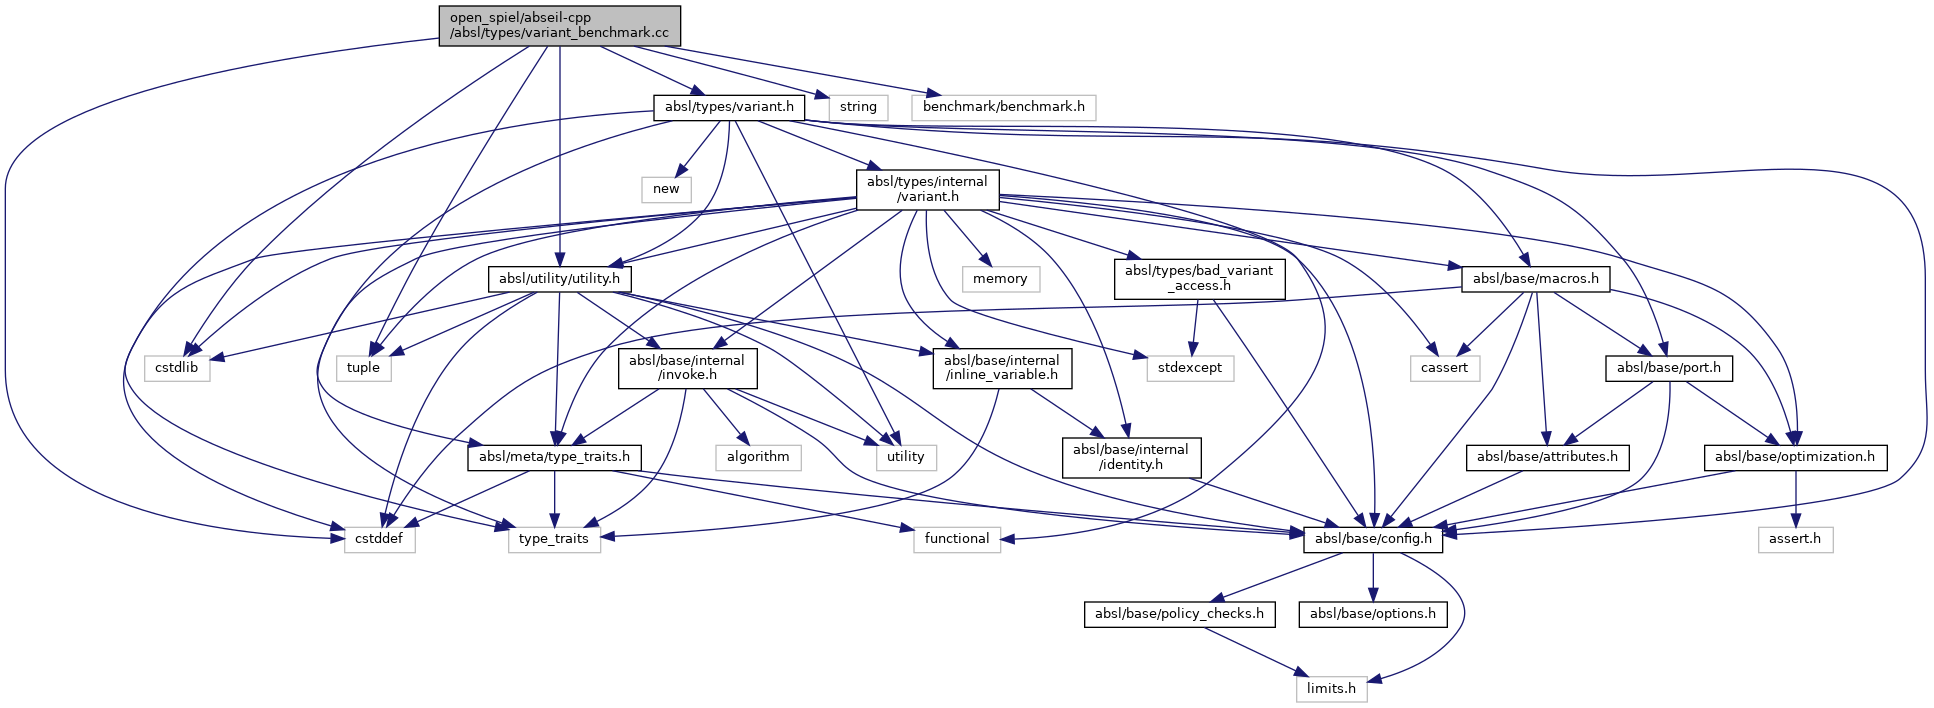 open_spiel/abseil-cpp
/absl/types/variant_benchmark.cc
absl/types/variant.h
string
benchmark/benchmark.h
new
absl/types/internal
/variant.h
absl/utility/utility.h
memory
absl/types/bad_variant
_access.h
absl/base/macros.h
cstdlib
tuple
absl/base/internal
/invoke.h
absl/base/internal
/inline_variable.h
stdexcept
cassert
absl/base/port.h
absl/meta/type_traits.h
algorithm
utility
absl/base/internal
/identity.h
absl/base/attributes.h
absl/base/optimization.h
cstddef
type_traits
functional
absl/base/config.h
assert.h
absl/base/policy_checks.h
absl/base/options.h
limits.h